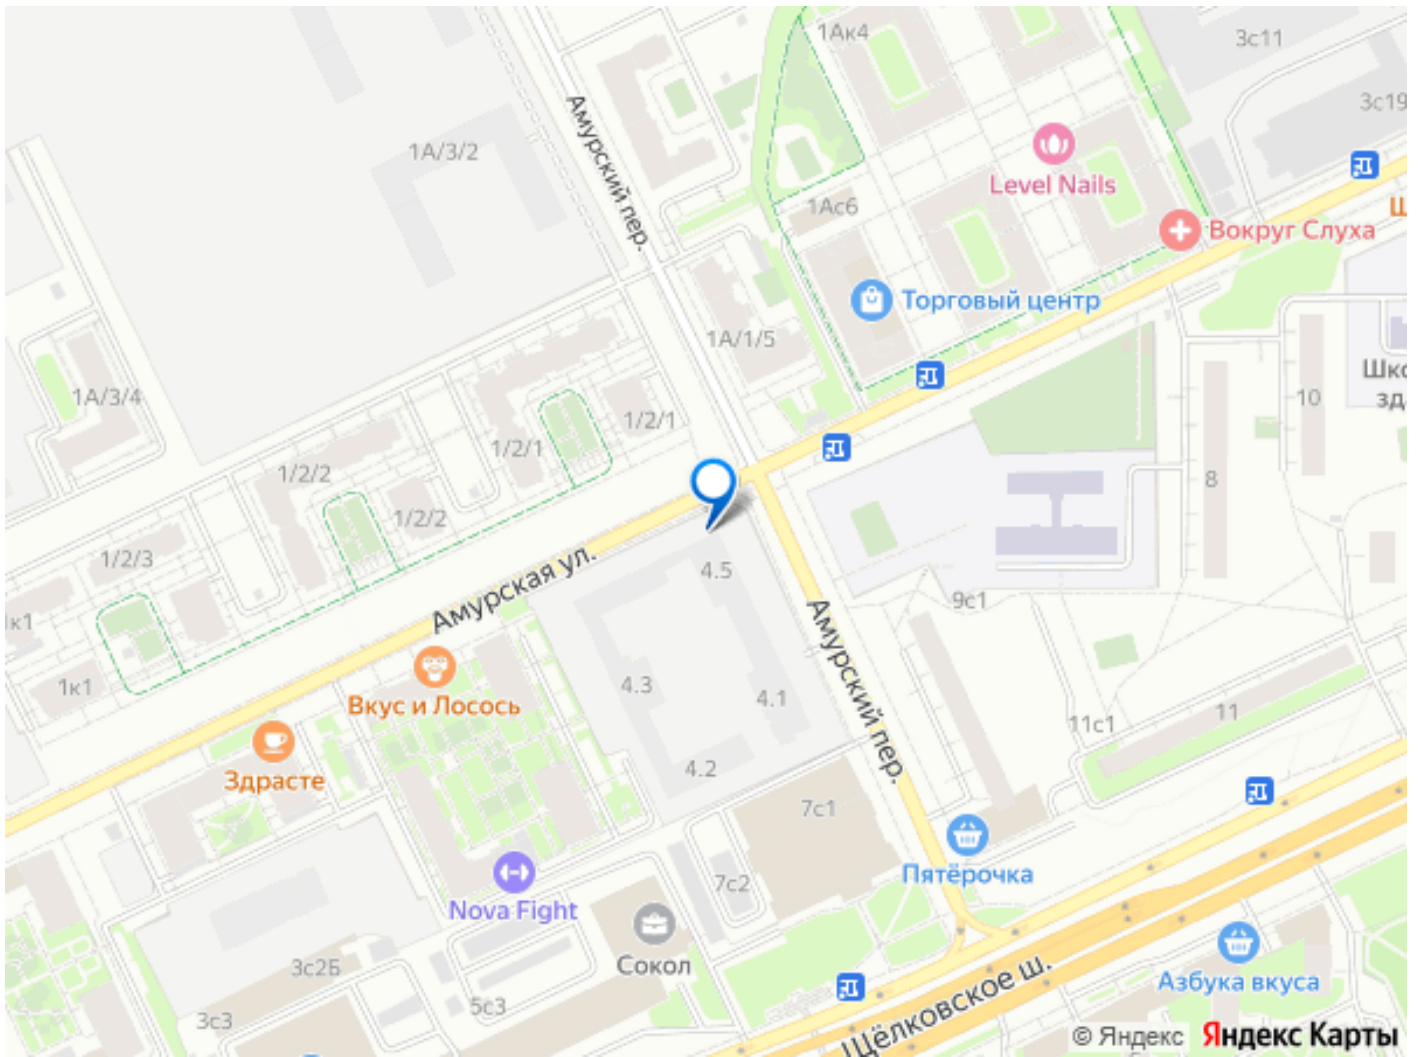 1Ак4
3с11
3с19
Амурский пер.
1А/3/2
Level Nails
1Ас6
Вокруг Слуха
Торговый центр
1А/1/5
Шко
зд
1А/3/4
10
1/2/1
1/2/1
1/2/2
8
1/2/2
1/2/3
Амурская ул.
4.5
9с1
к1
Амурский пер.
1к1
4.3
4.1
Вкус и Лосось
11с1
11
Здрасте
4.2
7с1
Пятёрочка
7с2
Nova Fight
Сокол
3с2Б
5с3
3с3
Щёлковское ш.
Азбука вкуса
© Яндекс Яндекс Карты